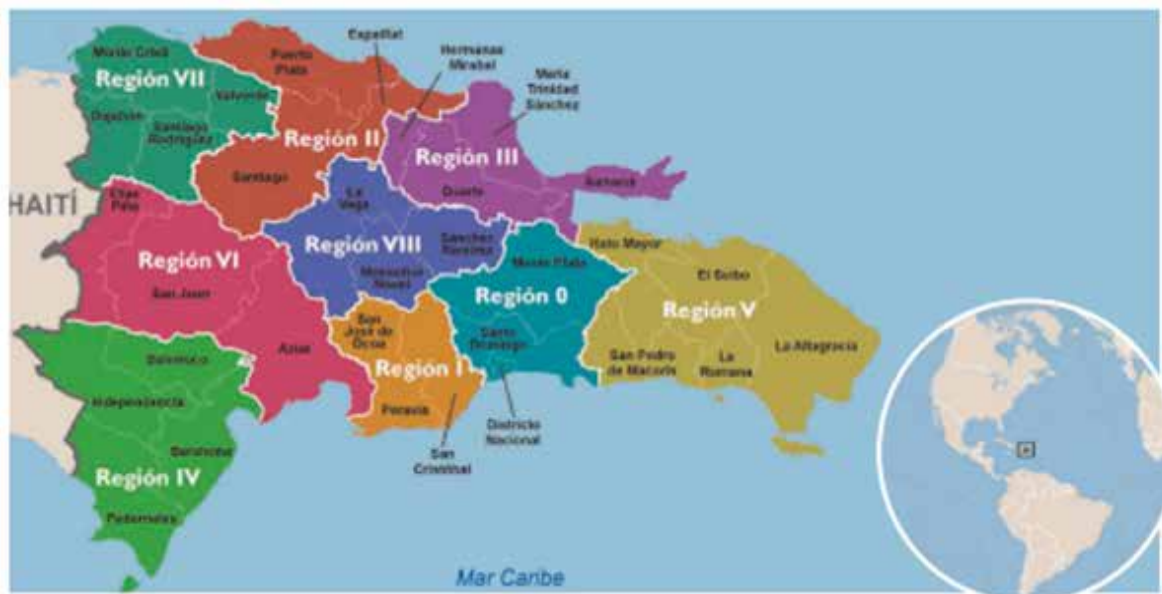 Espaillat
Hermanas
Mirabal
María
Trinidad
Sánchez
Monte Cristi
Región VII
Valverde
Dajabón
Santiago
Rodríguez
Puerto
Plata
Región II
Santiago
Región III
Duarte
Samaná
HAITÍ
Elías
Piña
Región VI
San Juan
Azua
La
Vega
Región VIII
Sánchez
Ramírez
Monseñor
Nouel
Monte Plata
Región 0
Santo
Domingo
Distrito
Nacional
Hato Mayor
El Seibo
Región V
San Pedro
de Macorís
La
Romana
La Altagracia
San
José de
Ocoa
Región I
Peravia
San
Cristóbal
Bahoruco
Independencia
Barahona
Región IV
Pedernales
Mar Caribe